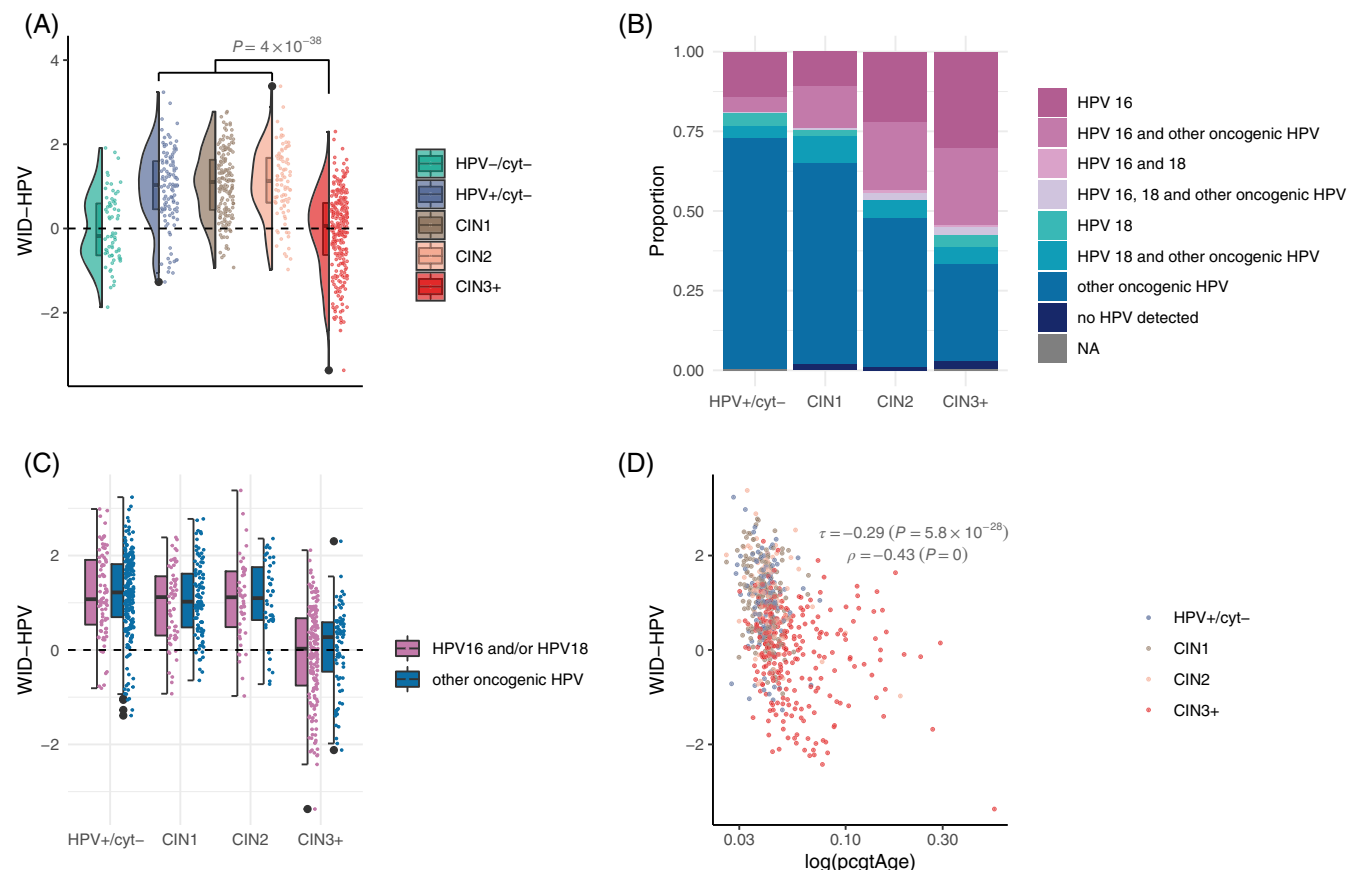 (A)
P = 4 × 10−38
WID−HPV
4
2
0
−2
HPV−/cyt−
HPV+/cyt−
CIN1
CIN2
CIN3+
(B)
Proportion
1.00
0.75
0.50
0.25
0.00
HPV+/cyt− CIN1 CIN2 CIN3+
HPV 16
HPV 16 and other oncogenic HPV
HPV 16 and 18
HPV 16, 18 and other oncogenic HPV
HPV 18
HPV 18 and other oncogenic HPV
other oncogenic HPV
no HPV detected
NA
(C)
WID−HPV
2
0
−2
HPV+/cyt− CIN1 CIN2 CIN3+
HPV16 and/or HPV18
other oncogenic HPV
(D)
WID−HPV
2
0
−2
τ = −0.29 (P = 5.8 × 10−28)
ρ = −0.43 (P = 0)
0.03 0.10 0.30
log(pcgtAge)
HPV+/cyt−
CIN1
CIN2
CIN3+